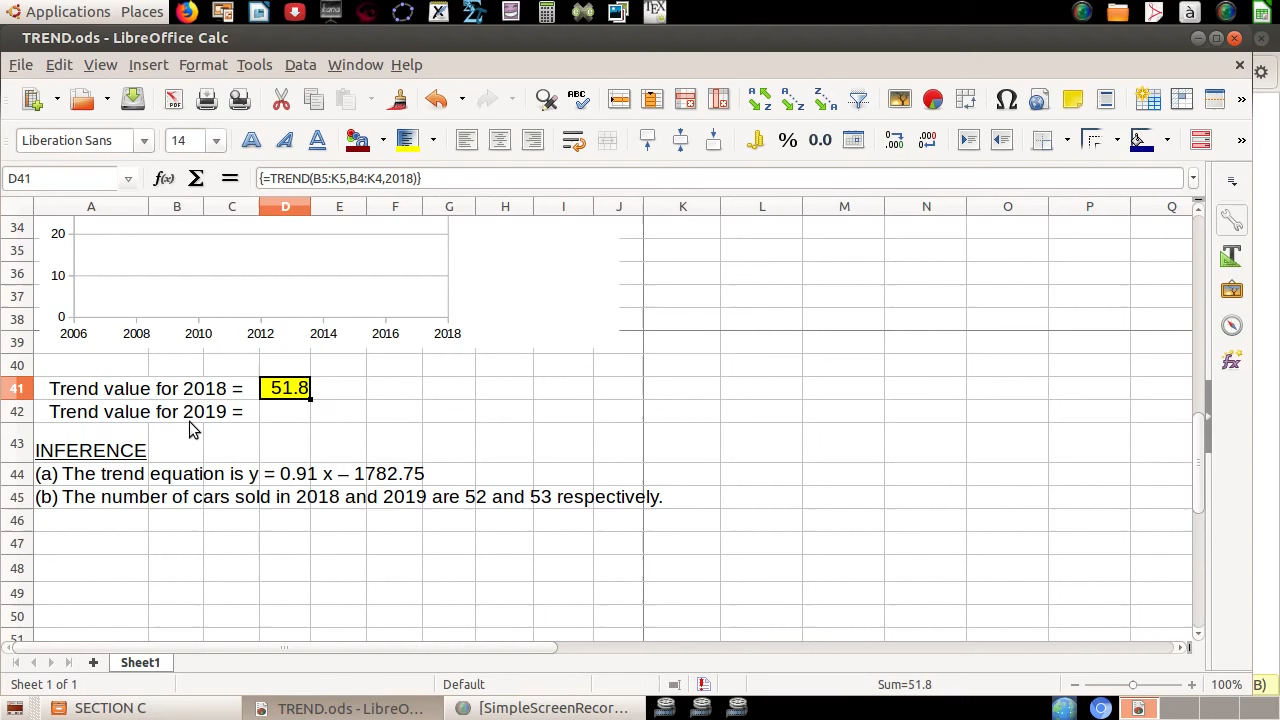 Applications Places
TREND.ods - LibreOffice Calc
File Edit View Insert Format Tools Data Window Help
Liberation Sans 14
D41 {=TREND(B5:K5,B4:K4,2018)}
A B C D E F G H I J K L M N O P Q
34 20
35
36 10
37
38 0
2006 2008 2010 2012 2014 2016 2018
39
40
41 Trend value for 2018 = 51.8
42 Trend value for 2019 =
43 INFERENCE
44 (a) The trend equation is y = 0.91 x – 1782.75
45 (b) The number of cars sold in 2018 and 2019 are 52 and 53 respectively.
46
47
48
49
50
51
Sheet1
Sheet 1 of 1 Default Sum=51.8 100% B)
SECTION C TREND.ods - LibreO... [SimpleScreenRecor...